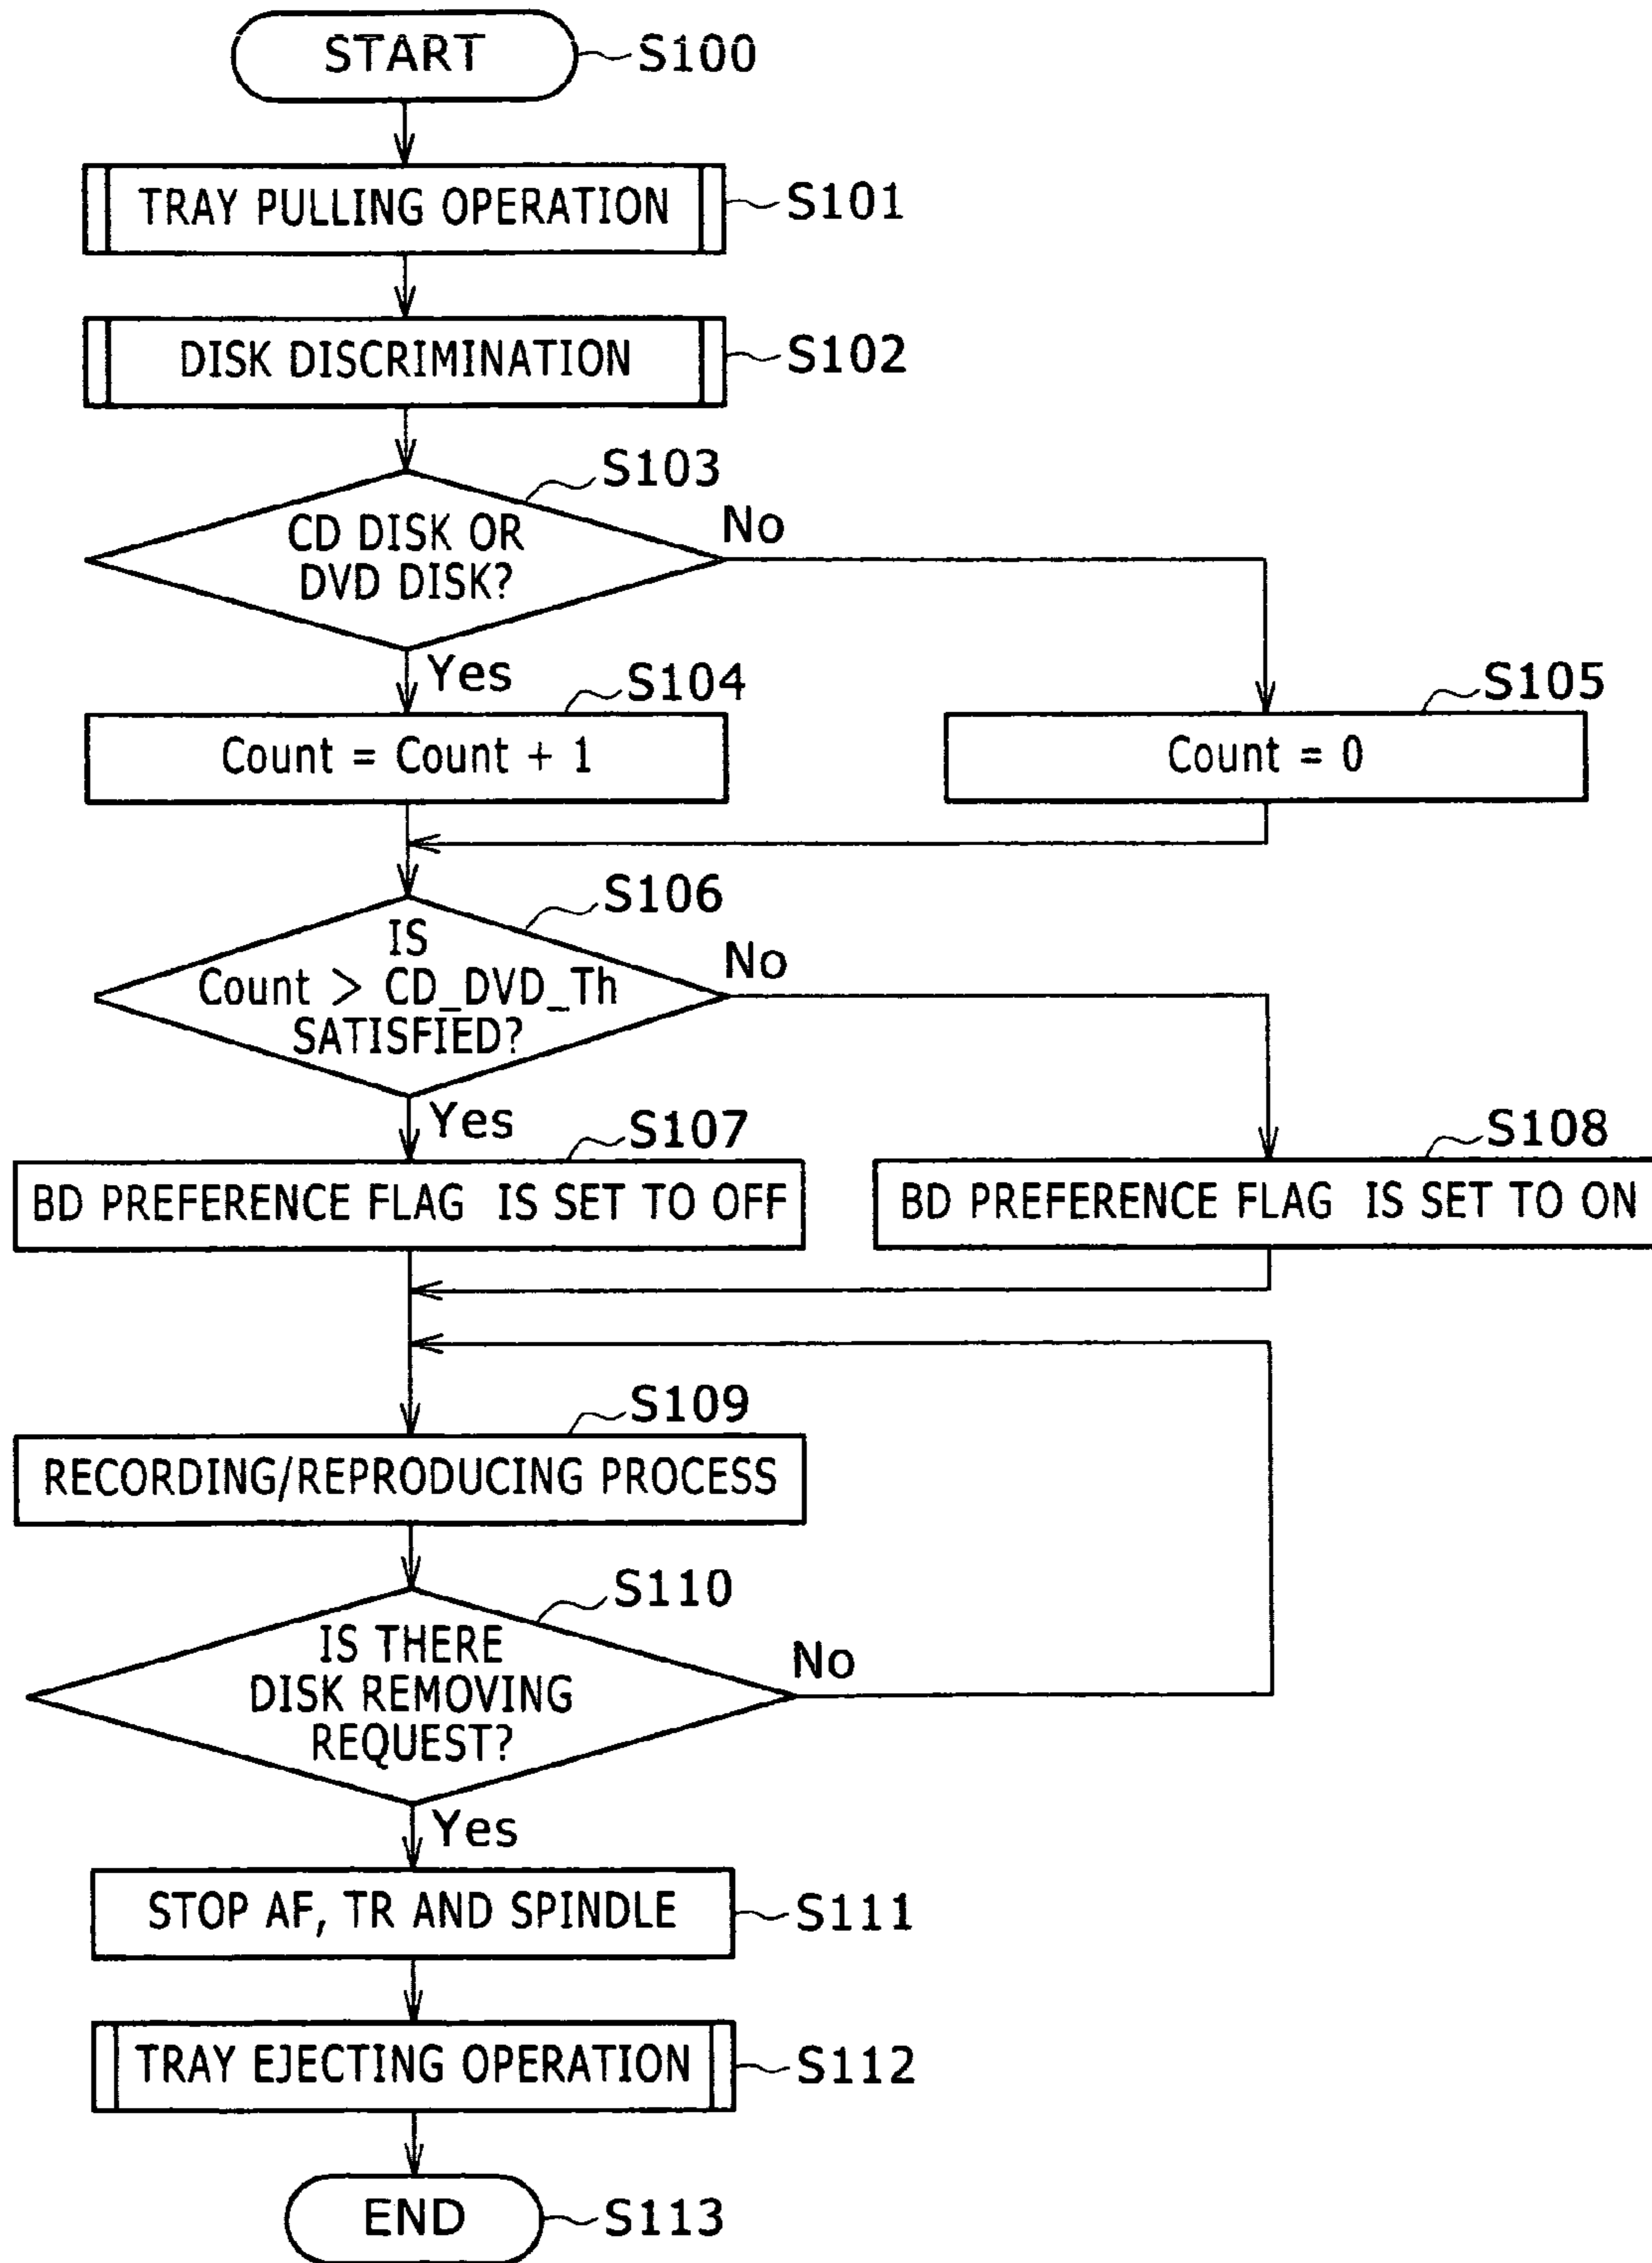 START
S100
TRAY PULLING OPERATION
S101
DISK DISCRIMINATION
S102
S103
CD DISK OR
DVD DISK?
No
Yes
S104
Count = Count + 1
S105
Count = 0
S106
IS
Count > CD_DVD_Th
SATISFIED?
No
Yes
S107
BD PREFERENCE FLAG IS SET TO OFF
S108
BD PREFERENCE FLAG IS SET TO ON
S109
RECORDING/REPRODUCING PROCESS
S110
IS THERE
DISK REMOVING
REQUEST?
No
Yes
STOP AF, TR AND SPINDLE
S111
TRAY EJECTING OPERATION
S112
END
S113